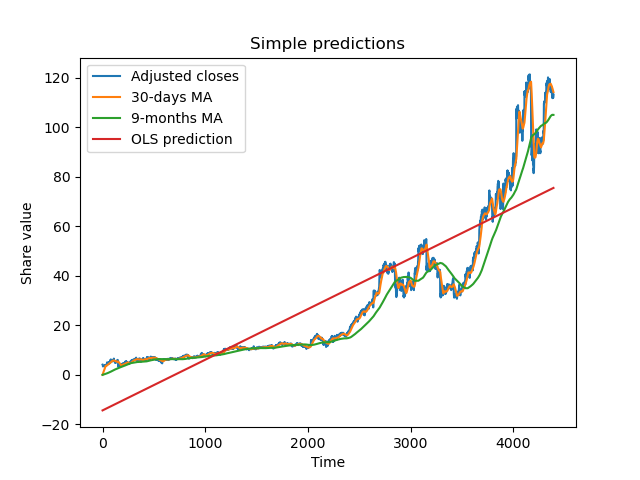 Simple predictions
Adjusted closes
30-days MA
9-months MA
OLS prediction
120
100
80
60
40
20
0
−20
Share value
0 1000 2000 3000 4000
Time